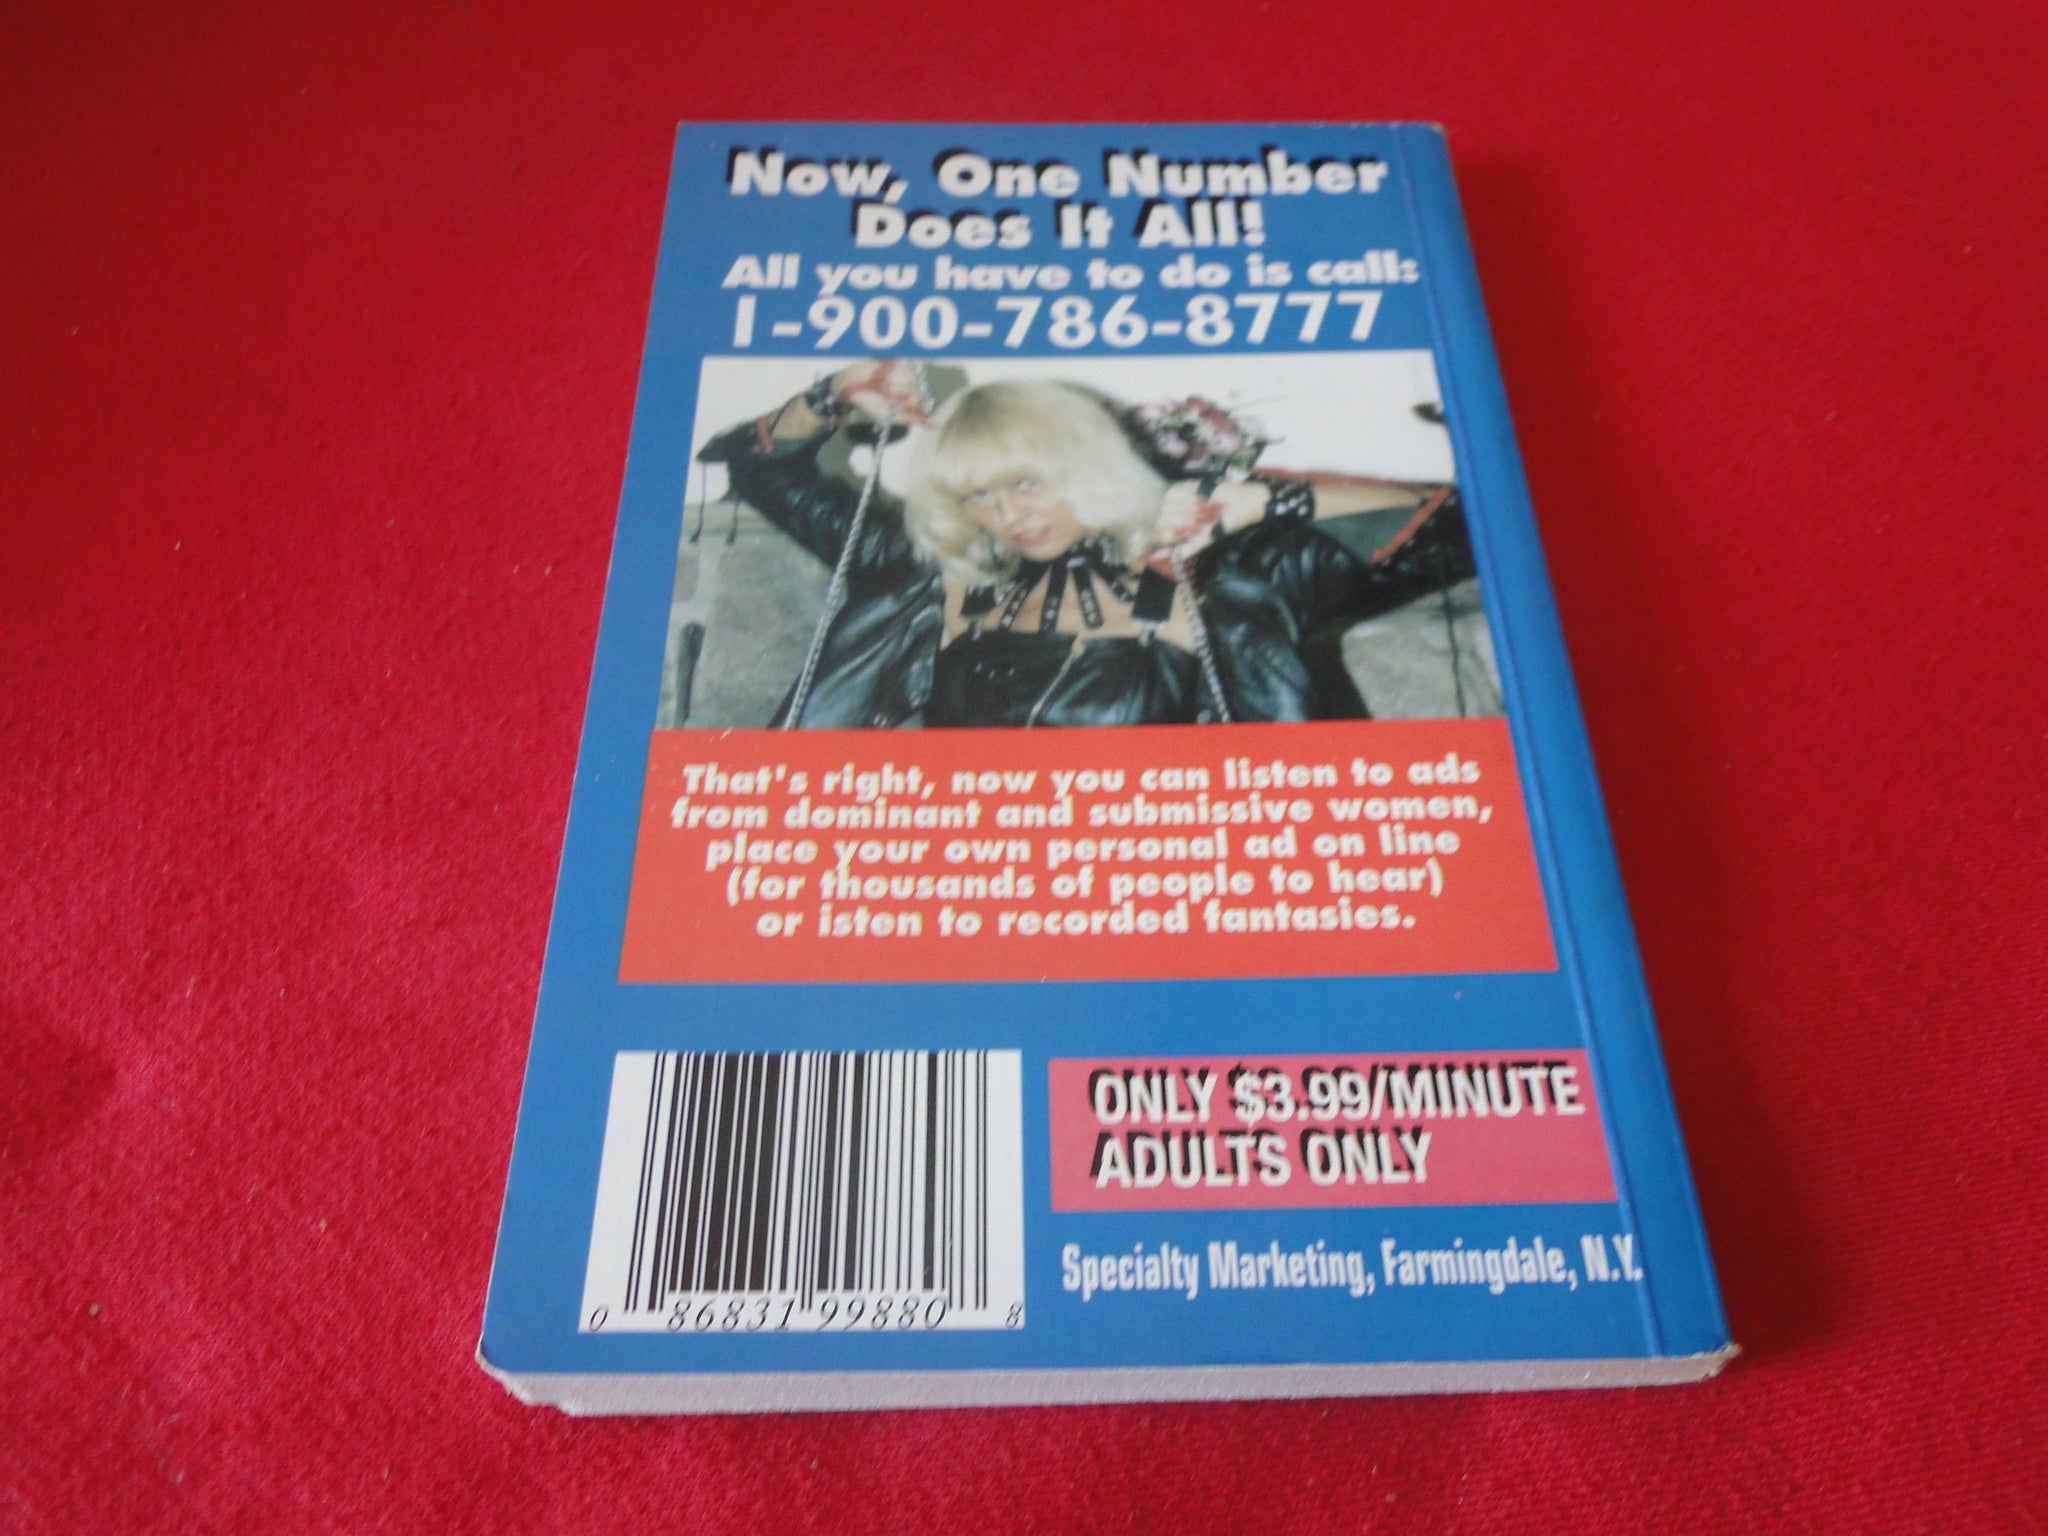 Now, One Number
Does It All!
All you have to do is call:
1-900-786-8777
That's right, now you can listen to ads
from dominant and submissive women,
place your own personal ad on line
(for thousands of people to hear)
or isten to recorded fantasies.
ONLY $3.99/MINUTE
ADULTS ONLY
Specialty Marketing, Farmingdale, N.Y.
0 86831 99880 8